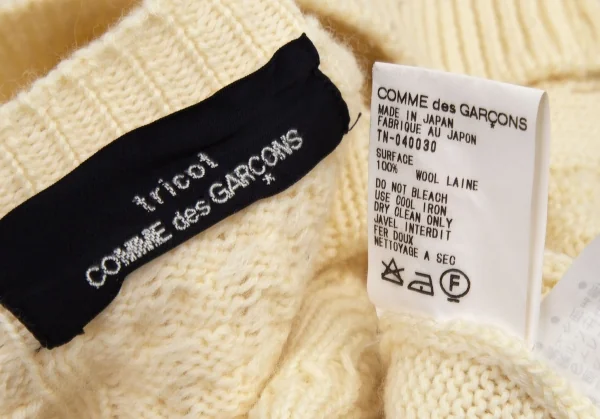 tricot
COMME des GARÇONS
*
COMME des GARÇONS
MADE IN JAPAN
FABRIQUE AU JAPON
TN-040030
SURFACE
100% WOOL LAINE
DO NOT BLEACH
USE COOL IRON
DRY CLEAN ONLY
JAVEL INTERDIT
FER DOUX
NETTOYAGE A SEC
F